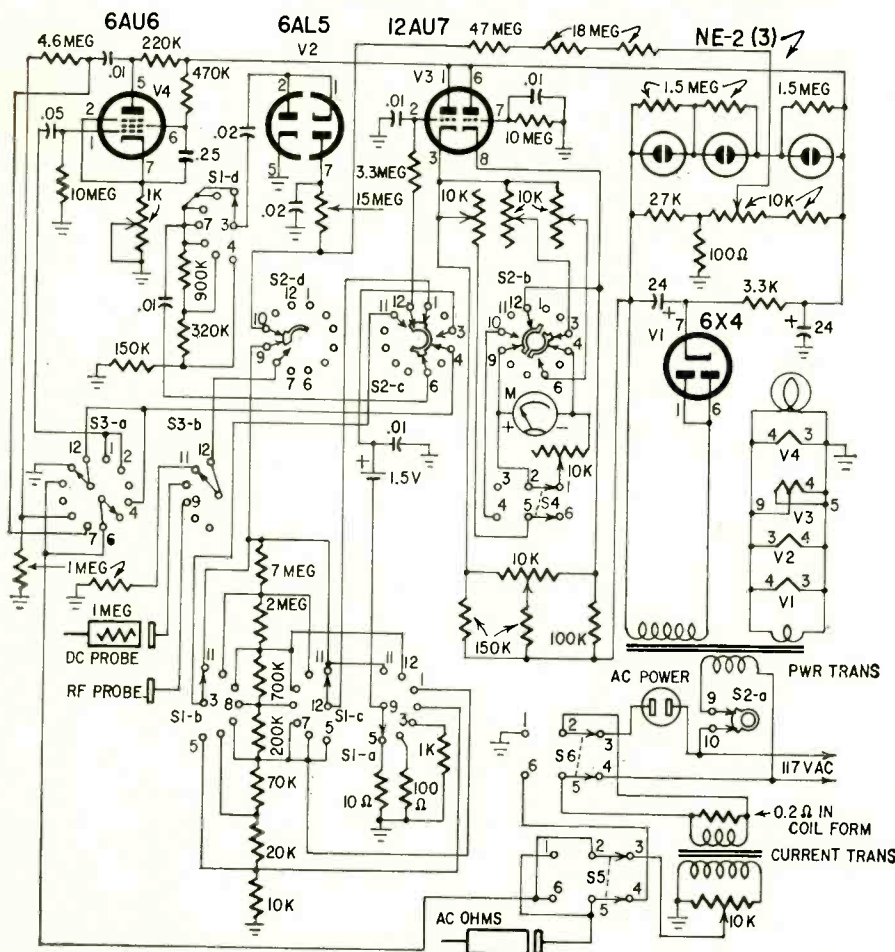 6AU6
6AL5
12AU7
NE-2 (3)
4.6 MEG
220K
V2
47 MEG
18 MEG
.01
5
470K
V4
2
1
V3
1
6
.01
1.5 MEG
1.5 MEG
.05
2
1
6
.02
.01
2
7
10 MEG
7
.25
5
7
3
8
10MEG
1K
S1-d
.02
15 MEG
3.3MEG
10K
10K
27K
10K
7
3
4
100Ω
900K
.01
S2-d
S2-b
24
3.3K
320K
12
1
11
12
1
11
12
1
10
9
7
6
3
4
6
10
9
3
4
6
V1
7
6X4
24
150K
S2-c
M
1
6
S3-a
S3-b
+
-
12
1
2
12
11
9
.01
1.5V
10K
4
3
V4
4
7
6
3
2
1
4
5
6
S4
9
4
5
V3
3
4
V2
1MEG
7 MEG
10K
4
3
V1
1 MEG
2 MEG
DC PROBE
150K
100K
PWR TRANS
11
11
11
12
1
700K
AC POWER
RF PROBE
3
8
12
9
3
9
S2-a
10
S1-b
200K
S1-c
5
7
5
5
S1-a
1K
1
2
3
S6
117 VAC
70K
10Ω
100
Ω
6
5
4
0.2Ω IN
COIL FORM
20K
1
2
3
CURRENT TRANS
S5
6
5
4
10K
10K
AC OHMS